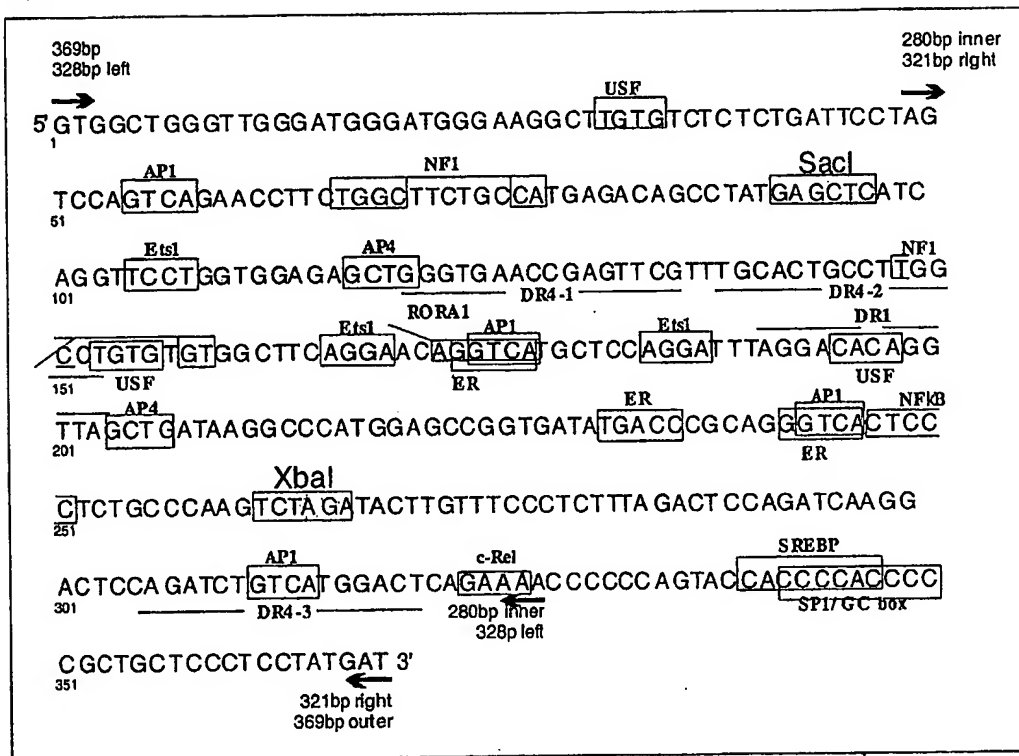 369bp
328bp left
280bp inner
321bp right
USF
5' GTGGCTGGGTTGGGATGGGATGGGAAGGCTTGTGTCTCTCTGATTCCTAG
1
AP1 NF1 SacI
TCCAGTCAGAACCTTCTGGCTTCTGCCATGAGACAGCCTATGAGCTCATC
51
Ets1 AP4 NF1
AGGTTCCTGGTGGAGAGCTGGGTGAACCGAGTTCGTTTGCACTGCCTTGG
101 DR4-1 DR4-2
RORA1
Ets1 AP1 Ets1 DR1
CCTGTGTGTGGCTTCAGGAACAGGTCATGCTCCAGGATTTAGGACACAGG
151 USF ER USF
AP4 ER AP1 NFkB
TTAGCTGATAAGGCCCATGGAGCCGGTGATATGACCCGCAGGGTCACTCC
201 ER
XbaI
CTCTGCCCAAGTCTAGATACTTGTTTCCCTCTTTAGACTCCAGATCAAGG
251
AP1 c-Rel SREBP
ACTCCAGATCTGTCATGGACTCAGAAAACCCCCCAGTACCACCCCACCCC
301 DR4-3 SP1/GC box
280bp inner
328p left
CGCTGCTCCCTCCTATGAT 3'
351
321bp right
369bp outer